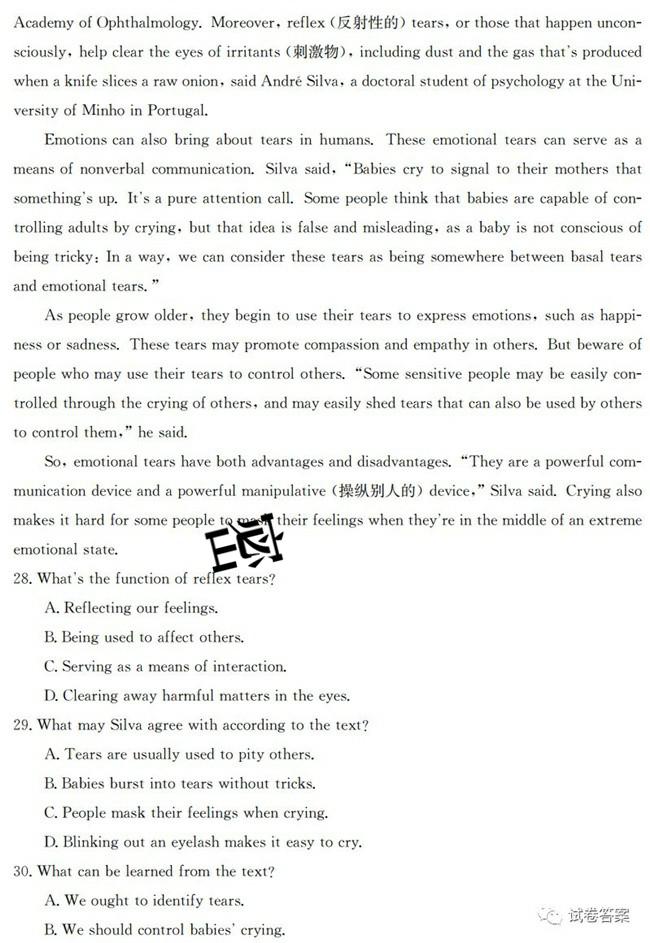 Academy of Ophthalmology. Moreover, reflex (反射性的) tears, or those that happen uncon-
sciously, help clear the eyes of irritants (刺激物), including dust and the gas that's produced
when a knife slices a raw onion, said André Silva, a doctoral student of psychology at the Uni-
versity of Minho in Portugal.
Emotions can also bring about tears in humans. These emotional tears can serve as a
means of nonverbal communication. Silva said, “Babies cry to signal to their mothers that
something's up. It's a pure attention call. Some people think that babies are capable of con-
trolling adults by crying, but that idea is false and misleading, as a baby is not conscious of
being tricky: In a way, we can consider these tears as being somewhere between basal tears
and emotional tears.”
As people grow older, they begin to use their tears to express emotions, such as happi-
ness or sadness. These tears may promote compassion and empathy in others. But beware of
people who may use their tears to control others. “Some sensitive people may be easily con-
trolled through the crying of others, and may easily shed tears that can also be used by others
to control them,” he said.
So, emotional tears have both advantages and disadvantages. “They are a powerful com-
munication device and a powerful manipulative (操纵别人的) device,” Silva said. Crying also
makes it hard for some people to mask their feelings when they're in the middle of an extreme
emotional state.
28. What's the function of reflex tears?
A. Reflecting our feelings.
B. Being used to affect others.
C. Serving as a means of interaction.
D. Clearing away harmful matters in the eyes.
29. What may Silva agree with according to the text?
A. Tears are usually used to pity others.
B. Babies burst into tears without tricks.
C. People mask their feelings when crying.
D. Blinking out an eyelash makes it easy to cry.
30. What can be learned from the text?
A. We ought to identify tears.
B. We should control babies' crying.
试卷答案